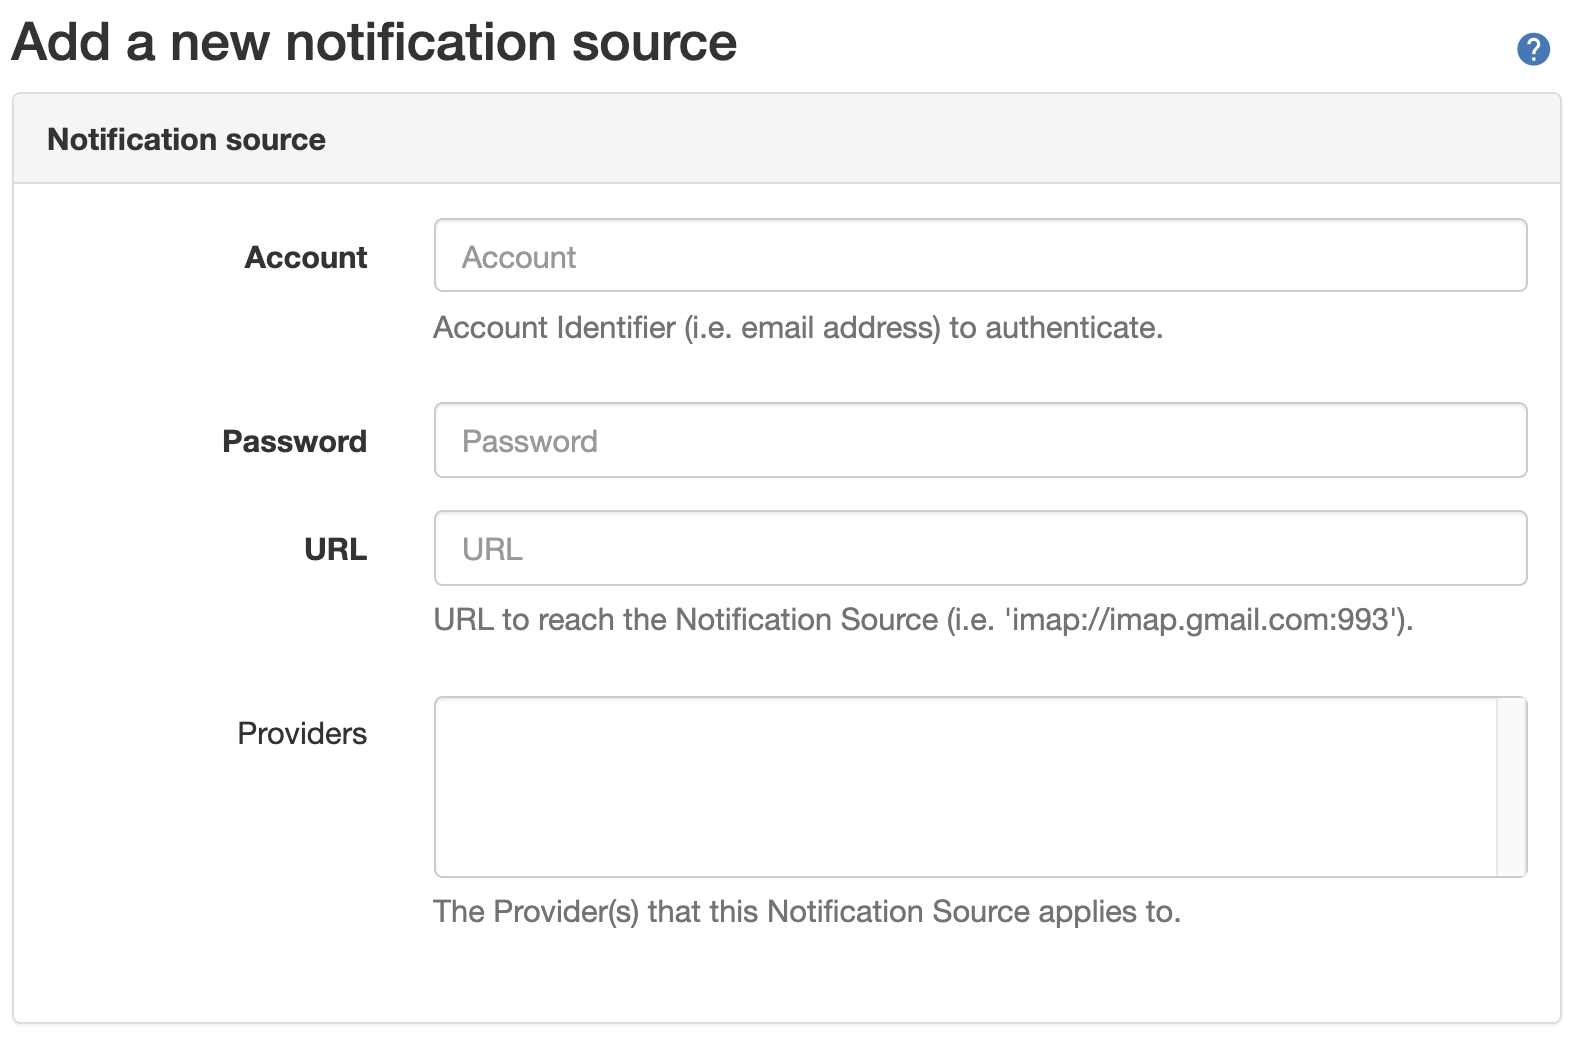 Add a new notification source
?
Notification source
Account
Account
Account Identifier (i.e. email address) to authenticate.
Password
Password
URL
URL
URL to reach the Notification Source (i.e. 'imap://imap.gmail.com:993').
Providers
The Provider(s) that this Notification Source applies to.